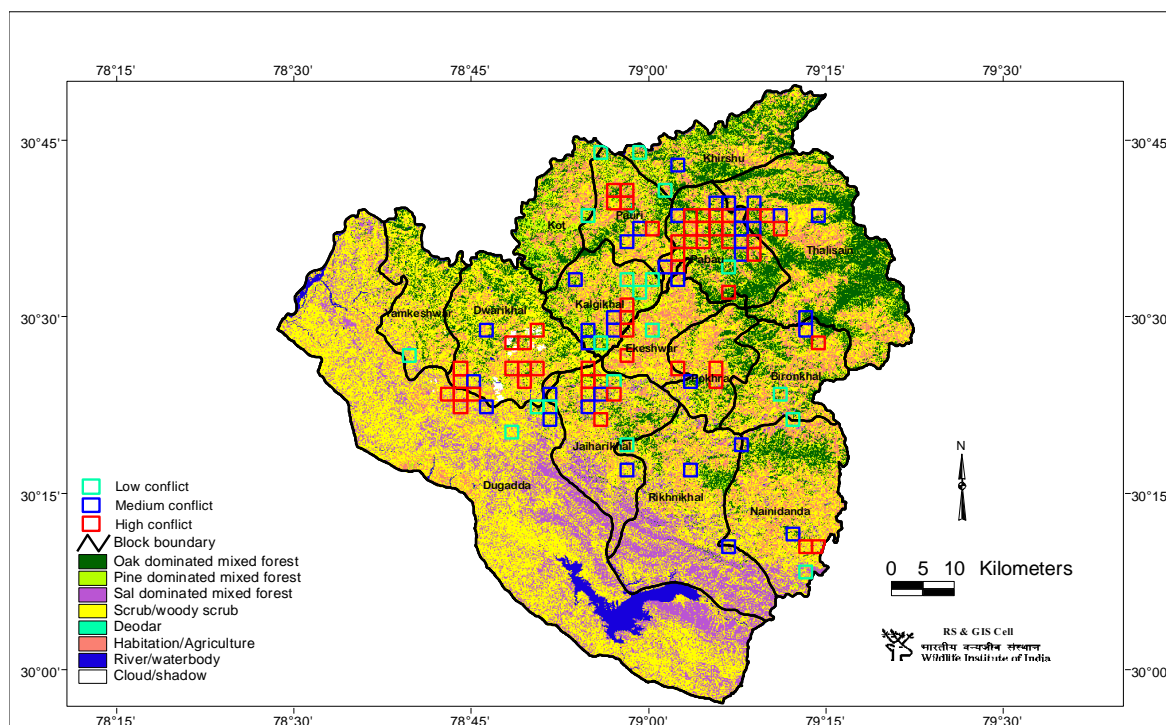 78°15' 78°30' 78°45' 79°00' 79°15' 79°30'
30°45' 30°45'
Khirshu
Kot
Pauri
Thalisain
Pabau
Kalgikhal
30°30' 30°30'
Yamkeshwar
Dwarikhal
Ekeshwar
Bironkhal
Jaiharikhal
Dugadda
Rikhnikhal
Nainidanda
30°15' 30°15'
N
Low conflict
Medium conflict
High conflict
Block boundary
Oak dominated mixed forest
Pine dominated mixed forest
Sal dominated mixed forest
Scrub/woody scrub
Deodar
Habitation/Agriculture
River/waterbody
Cloud/shadow
0 5 10 Kilometers
RS & GIS Cell
भारतीय वन्यजीव संस्थान
Wildlife Institute of India
30°00' 30°00'
78°15' 78°30' 78°45' 79°00' 79°15' 79°30'